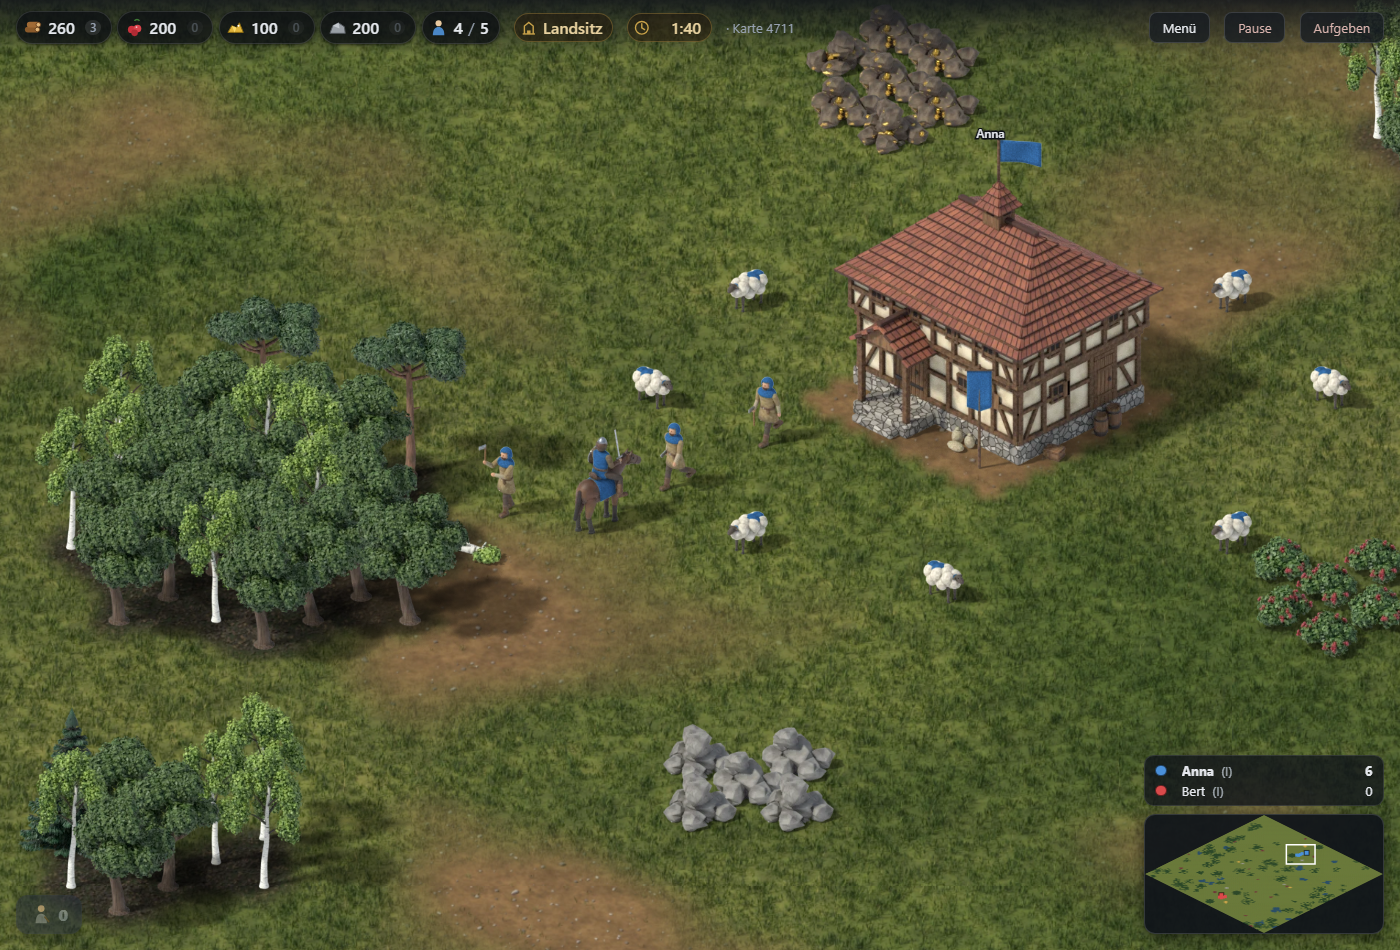 260 3 200 0 100 0 200 0 4 / 5 Landsitz 1:40 · Karte 4711 Menü Pause Aufgeben
Anna
Anna (I) 6
Bert (I) 0
0